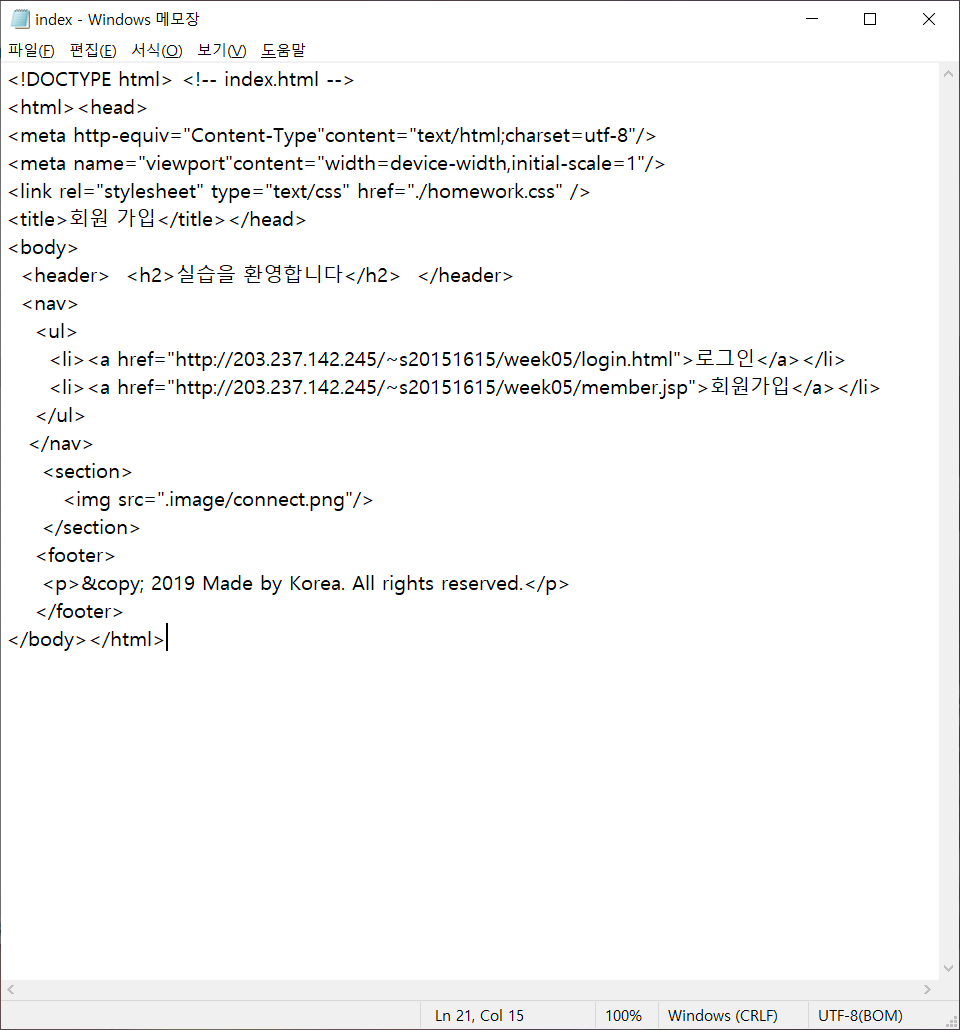 index - Windows 메모장
파일(F) 편집(E) 서식(O) 보기(V) 도움말
<!DOCTYPE html> <!-- index.html -->
<html><head>
<meta http-equiv="Content-Type"content="text/html;charset=utf-8"/>
<meta name="viewport"content="width=device-width,initial-scale=1"/>
<link rel="stylesheet" type="text/css" href="./homework.css" />
<title>회원 가입</title></head>
<body>
  <header>  <h2>실습을 환영합니다</h2>  </header>
  <nav>
    <ul>
      <li><a href="http://203.237.142.245/~s20151615/week05/login.html">로그인</a></li>
      <li><a href="http://203.237.142.245/~s20151615/week05/member.jsp">회원가입</a></li>
    </ul>
   </nav>
     <section>
        <img src=".image/connect.png"/>
     </section>
    <footer>
     <p>&copy; 2019 Made by Korea. All rights reserved.</p>
    </footer>
</body></html>
Ln 21, Col 15 100% Windows (CRLF) UTF-8(BOM)